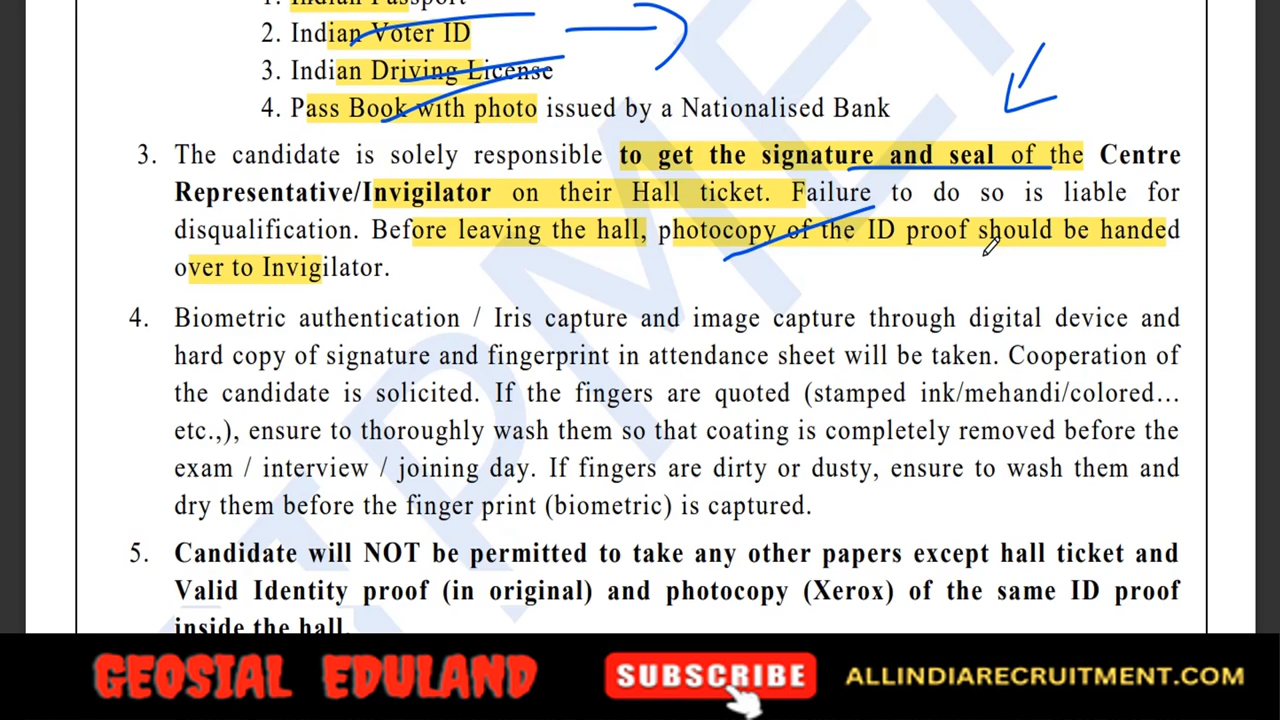 1. Indian Passport
2. Indian Voter ID
3. Indian Driving License
4. Pass Book with photo issued by a Nationalised Bank
3. The candidate is solely responsible to get the signature and seal of the Centre
Representative/Invigilator on their Hall ticket. Failure to do so is liable for
disqualification. Before leaving the hall, photocopy of the ID proof should be handed
over to Invigilator.
4. Biometric authentication / Iris capture and image capture through digital device and
hard copy of signature and fingerprint in attendance sheet will be taken. Cooperation of
the candidate is solicited. If the fingers are quoted (stamped ink/mehandi/colored...
etc.,), ensure to thoroughly wash them so that coating is completely removed before the
exam / interview / joining day. If fingers are dirty or dusty, ensure to wash them and
dry them before the finger print (biometric) is captured.
5. Candidate will NOT be permitted to take any other papers except hall ticket and
Valid Identity proof (in original) and photocopy (Xerox) of the same ID proof
inside the hall.
GEOSIAL EDULAND
SUBSCRIBE
ALLINDIARECRUITMENT.COM